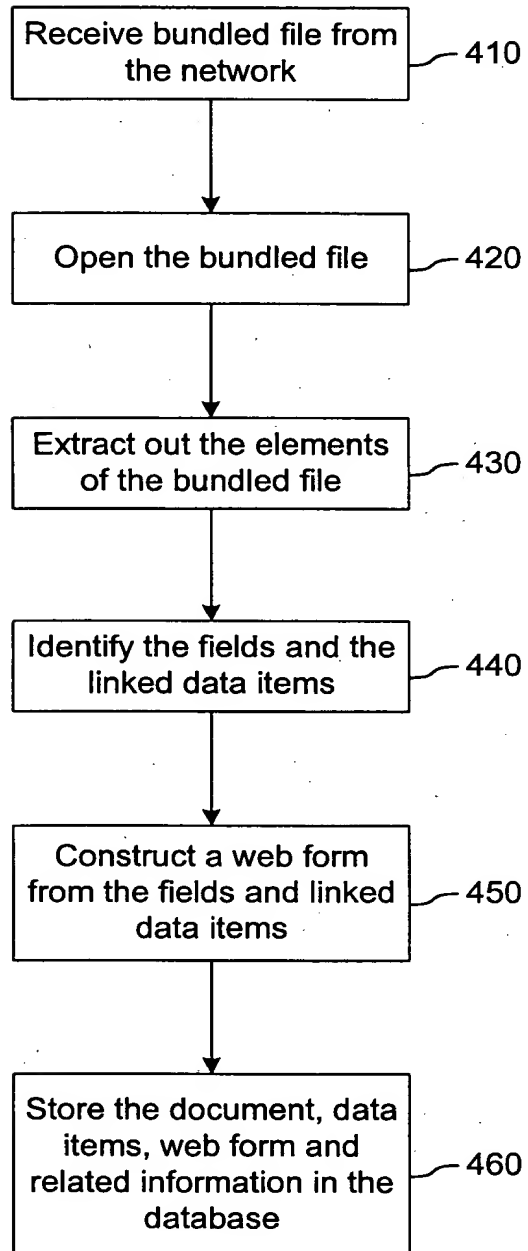 Receive bundled file from
the network
410
Open the bundled file
420
Extract out the elements
of the bundled file
430
Identify the fields and the
linked data items
440
Construct a web form
from the fields and linked
data items
450
Store the document, data
items, web form and
related information in the
database
460